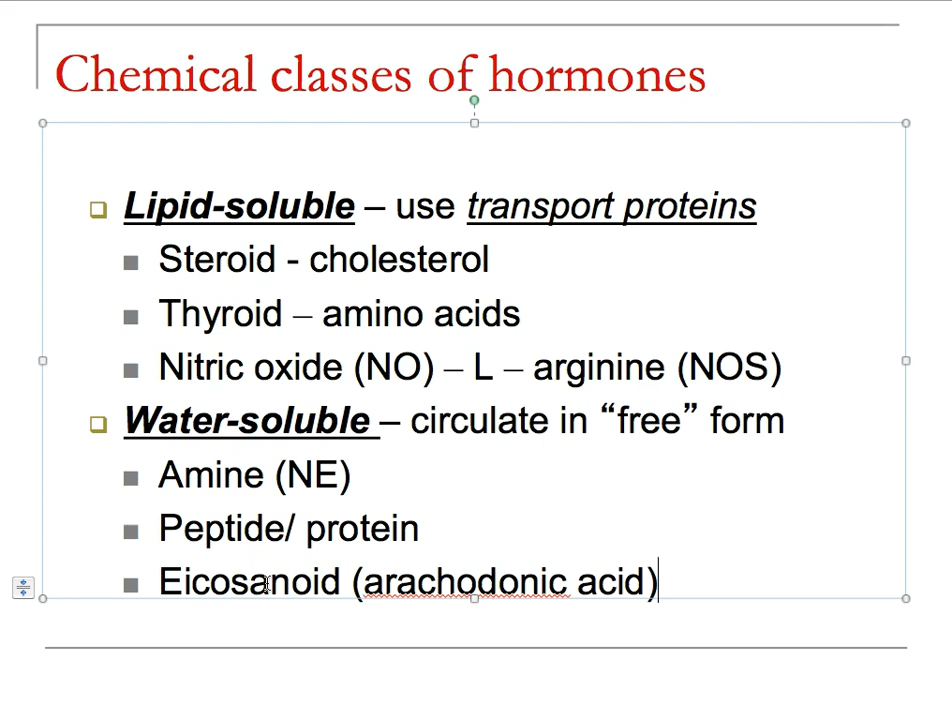 Chemical classes of hormones
Lipid-soluble – use transport proteins
Steroid - cholesterol
Thyroid – amino acids
Nitric oxide (NO) – L – arginine (NOS)
Water-soluble – circulate in “free” form
Amine (NE)
Peptide/ protein
Eicosanoid (arachodonic acid)